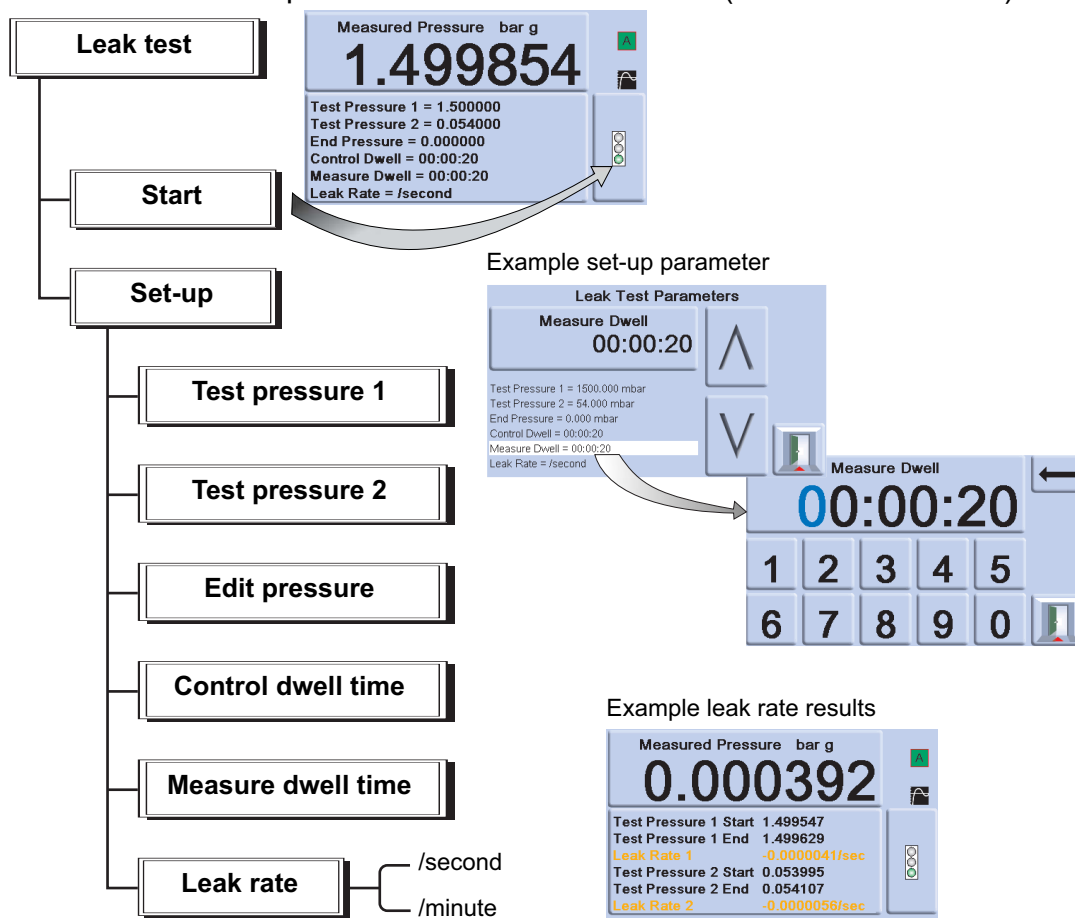 Leak test
Measured Pressure bar g
1.499854
A
Test Pressure 1 = 1.500000
Test Pressure 2 = 0.054000
End Pressure = 0.000000
Control Dwell = 00:00:20
Measure Dwell = 00:00:20
Leak Rate = /second
Start
Set-up
Example set-up parameter
Leak Test Parameters
Measure Dwell
00:00:20
Test Pressure 1 = 1500.000 mbar
Test Pressure 2 = 54.000 mbar
End Pressure = 0.000 mbar
Control Dwell = 00:00:20
Measure Dwell = 00:00:20
Leak Rate = /second
Measure Dwell
00:00:20
1 2 3 4 5
6 7 8 9 0
Test pressure 1
Test pressure 2
Edit pressure
Control dwell time
Measure dwell time
Leak rate
/second
/minute
Example leak rate results
Measured Pressure bar g
0.000392
A
Test Pressure 1 Start 1.499547
Test Pressure 1 End 1.499629
Leak Rate 1 -0.0000041/sec
Test Pressure 2 Start 0.053995
Test Pressure 2 End 0.054107
Leak Rate 2 -0.0000056/sec